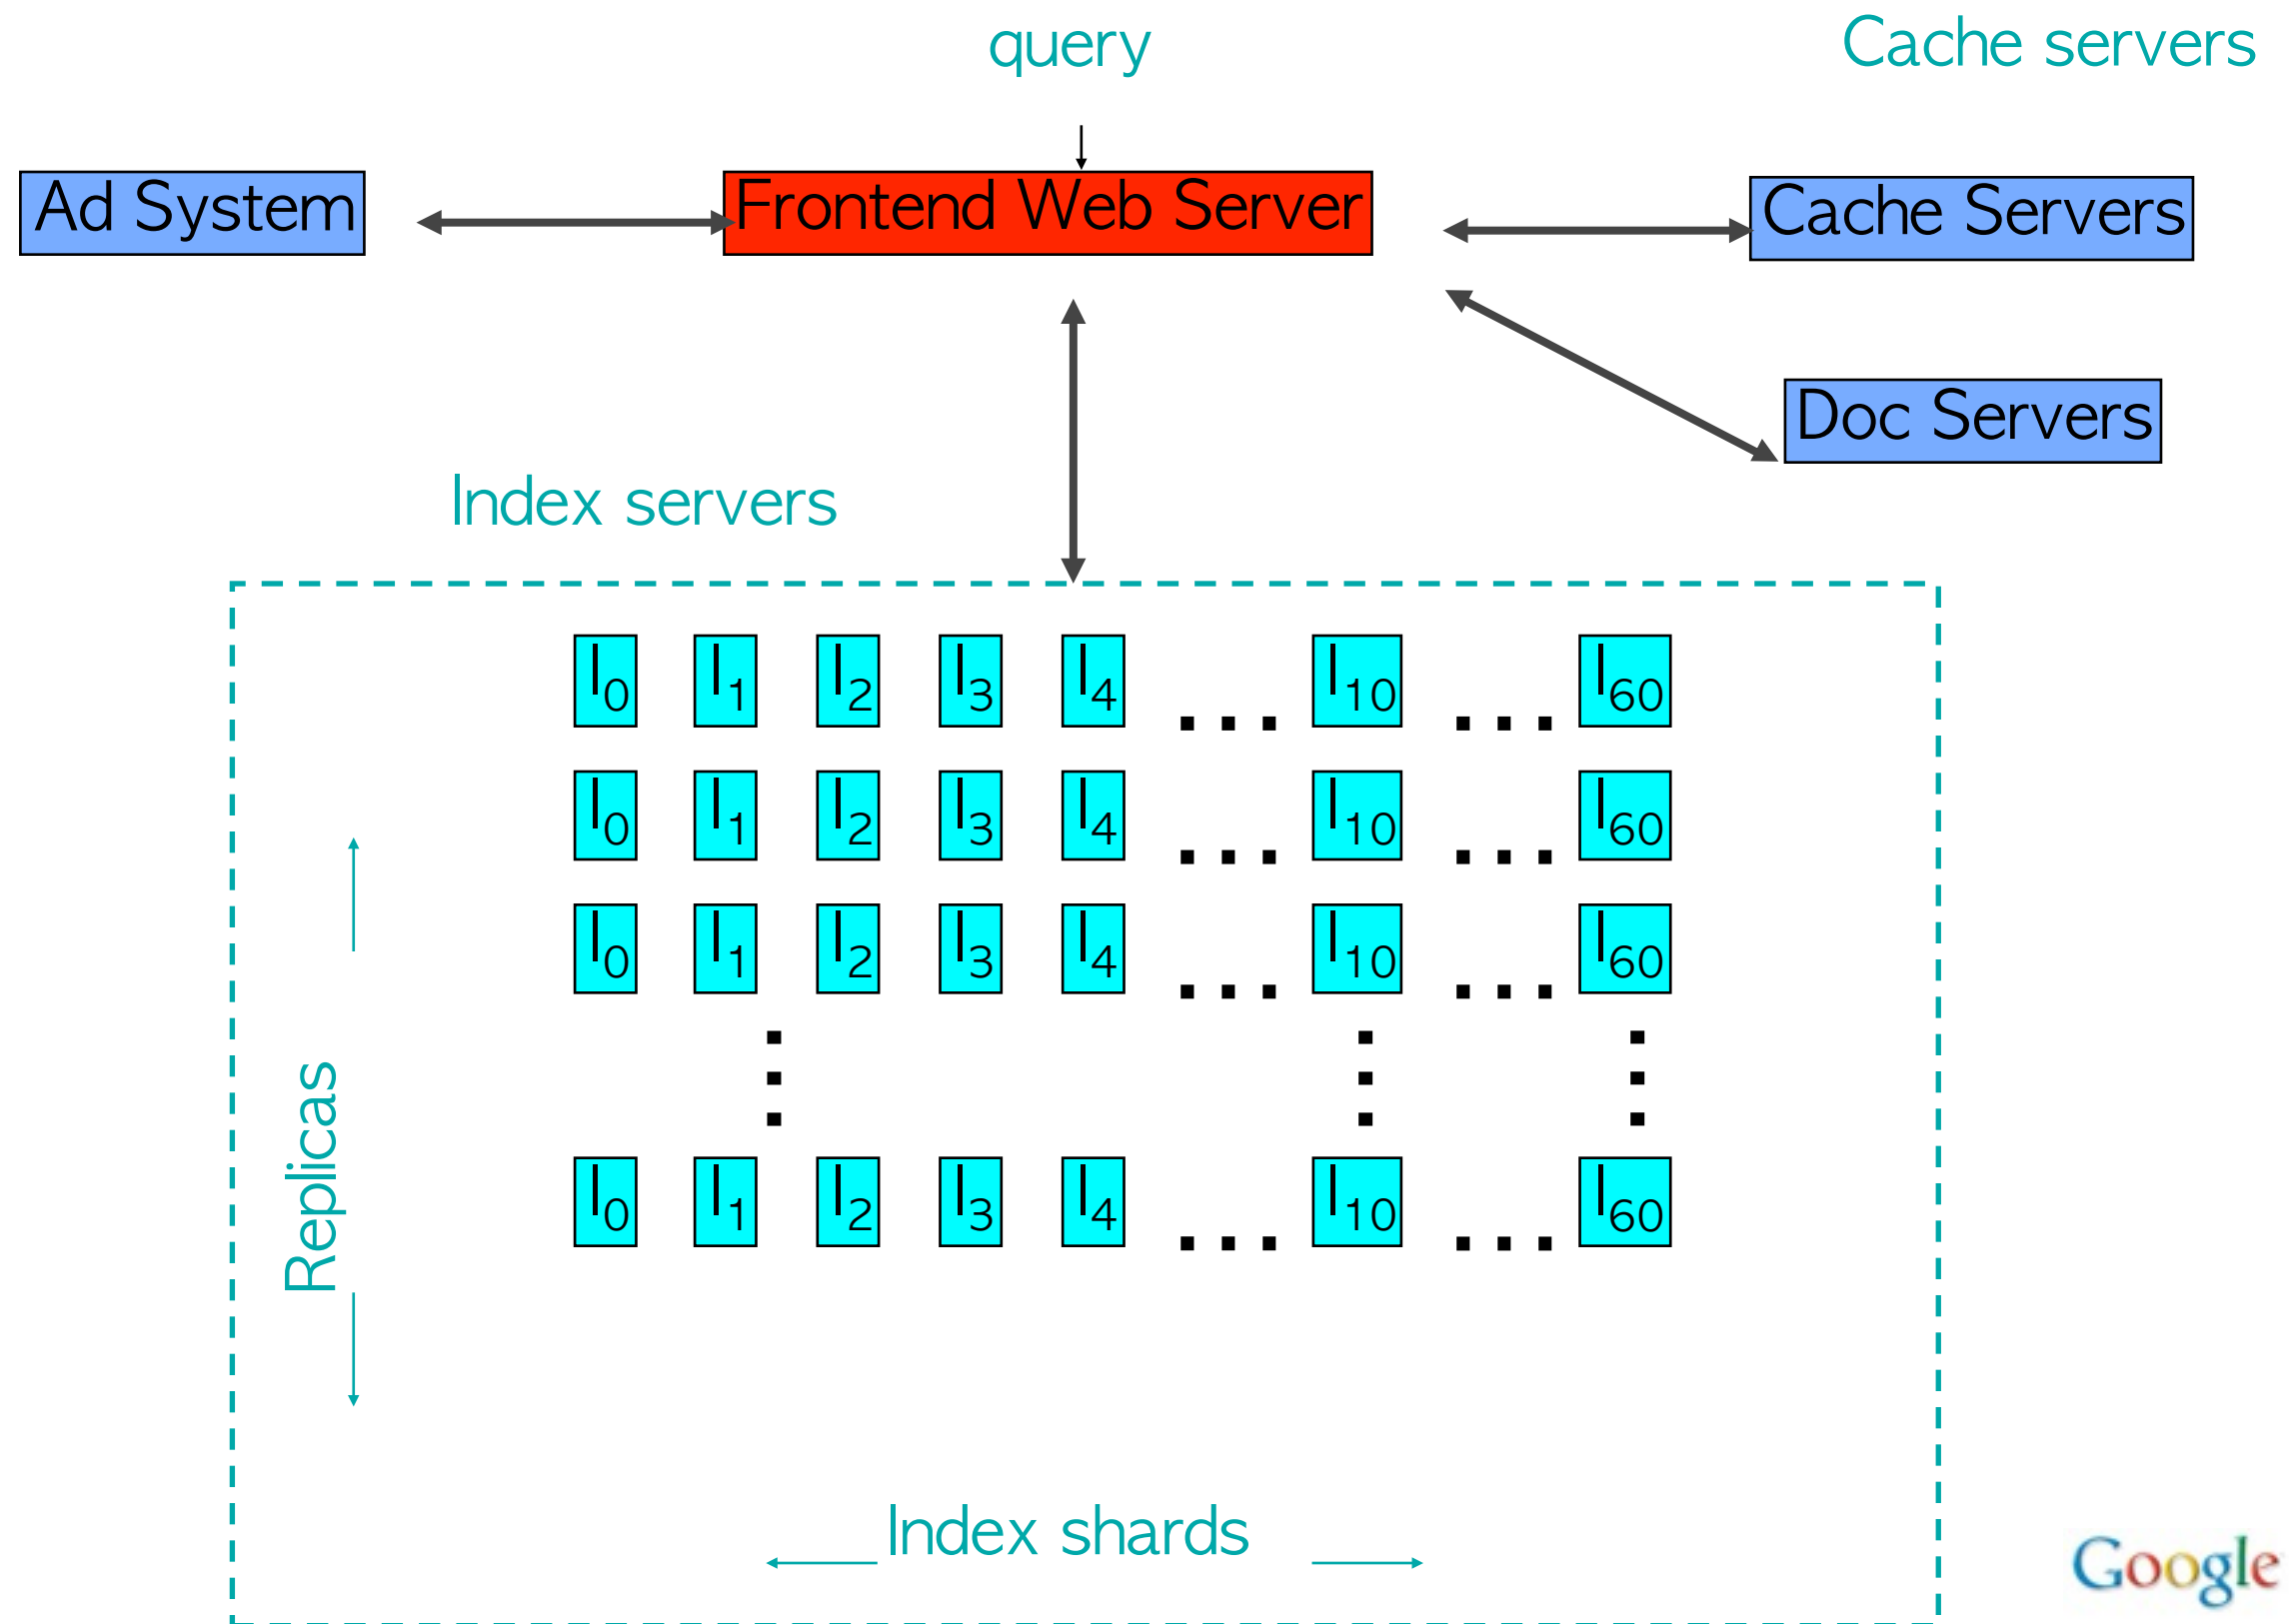 query
Cache servers
Ad System
Frontend Web Server
Cache Servers
Doc Servers
Index servers
I0 I1 I2 I3 I4 ... I10 ... I60
I0 I1 I2 I3 I4 ... I10 ... I60
I0 I1 I2 I3 I4 ... I10 ... I60
Replicas
I0 I1 I2 I3 I4 ... I10 ... I60
Index shards
Google